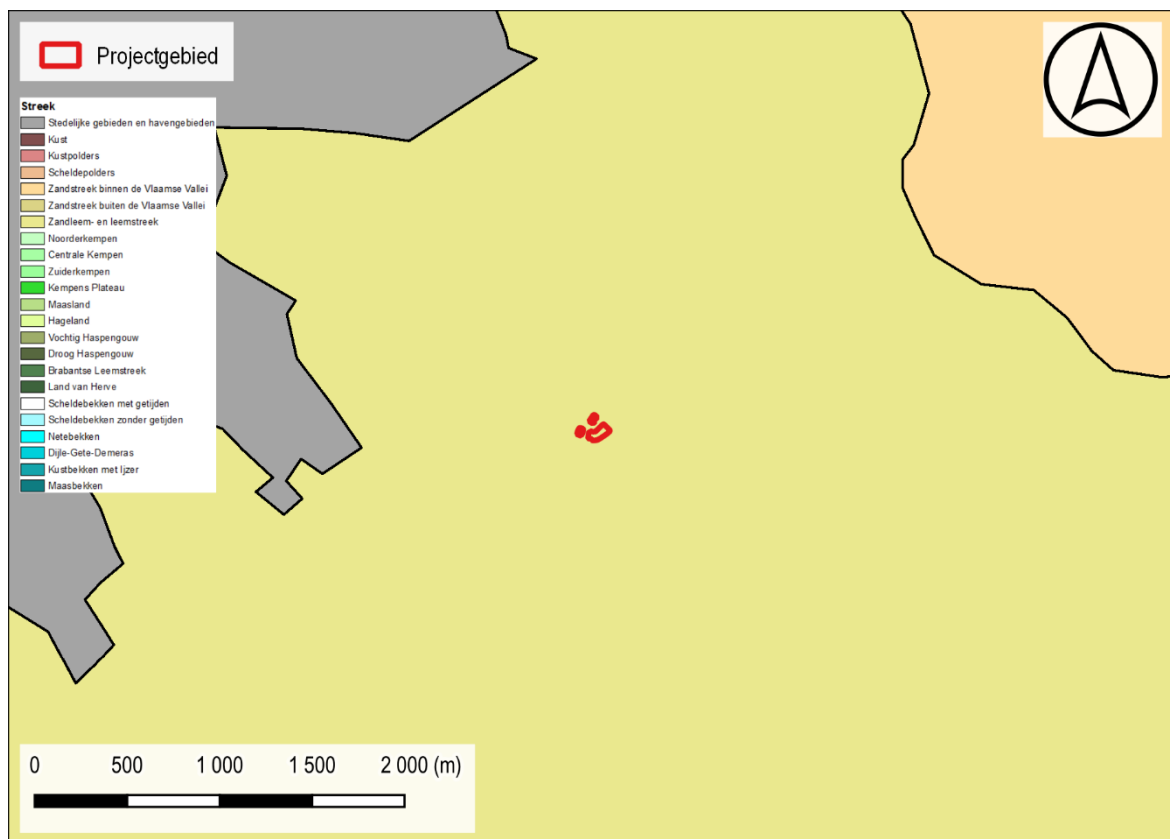 Projectgebied
Streek
Stedelijke gebieden en havengebieden
Kust
Kustpolders
Scheldepolders
Zandstreek binnen de Vlaamse Vallei
Zandstreek buiten de Vlaamse Vallei
Zandleem- en leemstreek
Noorderkempen
Centrale Kempen
Zuiderkempen
Kempens Plateau
Maasland
Hageland
Vochtig Haspengouw
Droog Haspengouw
Brabantse Leemstreek
Land van Herve
Scheldebekken met getijden
Scheldebekken zonder getijden
Netebekken
Dijle-Gete-Demeras
Kustbekken met Ijzer
Maasbekken
0 500 1 000 1 500 2 000 (m)